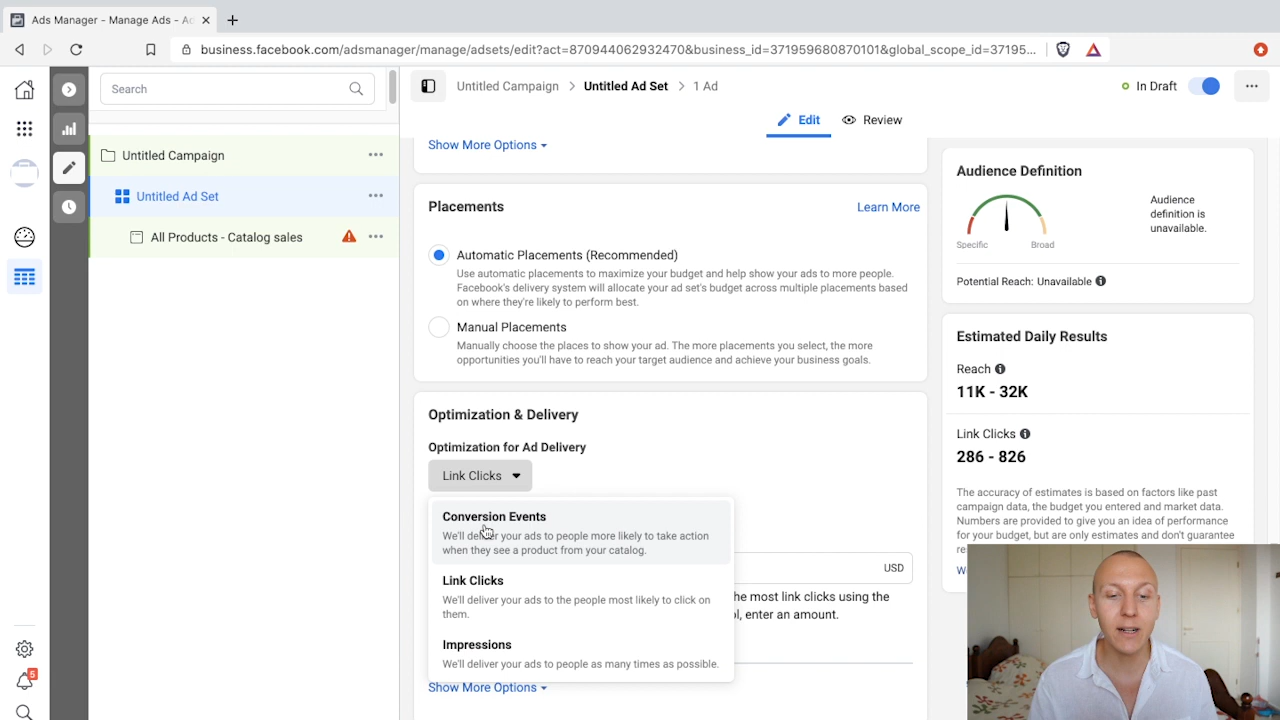 Ads Manager - Manage Ads - Ac
business.facebook.com/adsmanager/manage/adsets/edit?act=870944062932470&business_id=371959680870101&global_scope_id=37195...
Search
Untitled Campaign
Untitled Ad Set
All Products - Catalog sales
5
Untitled Campaign > Untitled Ad Set > 1 Ad
In Draft
Edit
Review
Show More Options
Placements
Learn More
Automatic Placements (Recommended)
Use automatic placements to maximize your budget and help show your ads to more people.
Facebook's delivery system will allocate your ad set's budget across multiple placements based
on where they're likely to perform best.
Manual Placements
Manually choose the places to show your ad. The more placements you select, the more
opportunities you'll have to reach your target audience and achieve your business goals.
Optimization & Delivery
Optimization for Ad Delivery
Link Clicks
Conversion Events
We'll deliver your ads to people more likely to take action
when they see a product from your catalog.
Link Clicks
We'll deliver your ads to the people most likely to click on
them.
Impressions
We'll deliver your ads to people as many times as possible.
USD
he most link clicks using the
ol, enter an amount.
Show More Options
Audience Definition
Specific
Broad
Audience
definition is
unavailable.
Potential Reach: Unavailable
Estimated Daily Results
Reach
11K - 32K
Link Clicks
286 - 826
The accuracy of estimates is based on factors like past
campaign data, the budget you entered and market data.
Numbers are provided to give you an idea of performance
for your budget, but are only estimates and don't guarantee